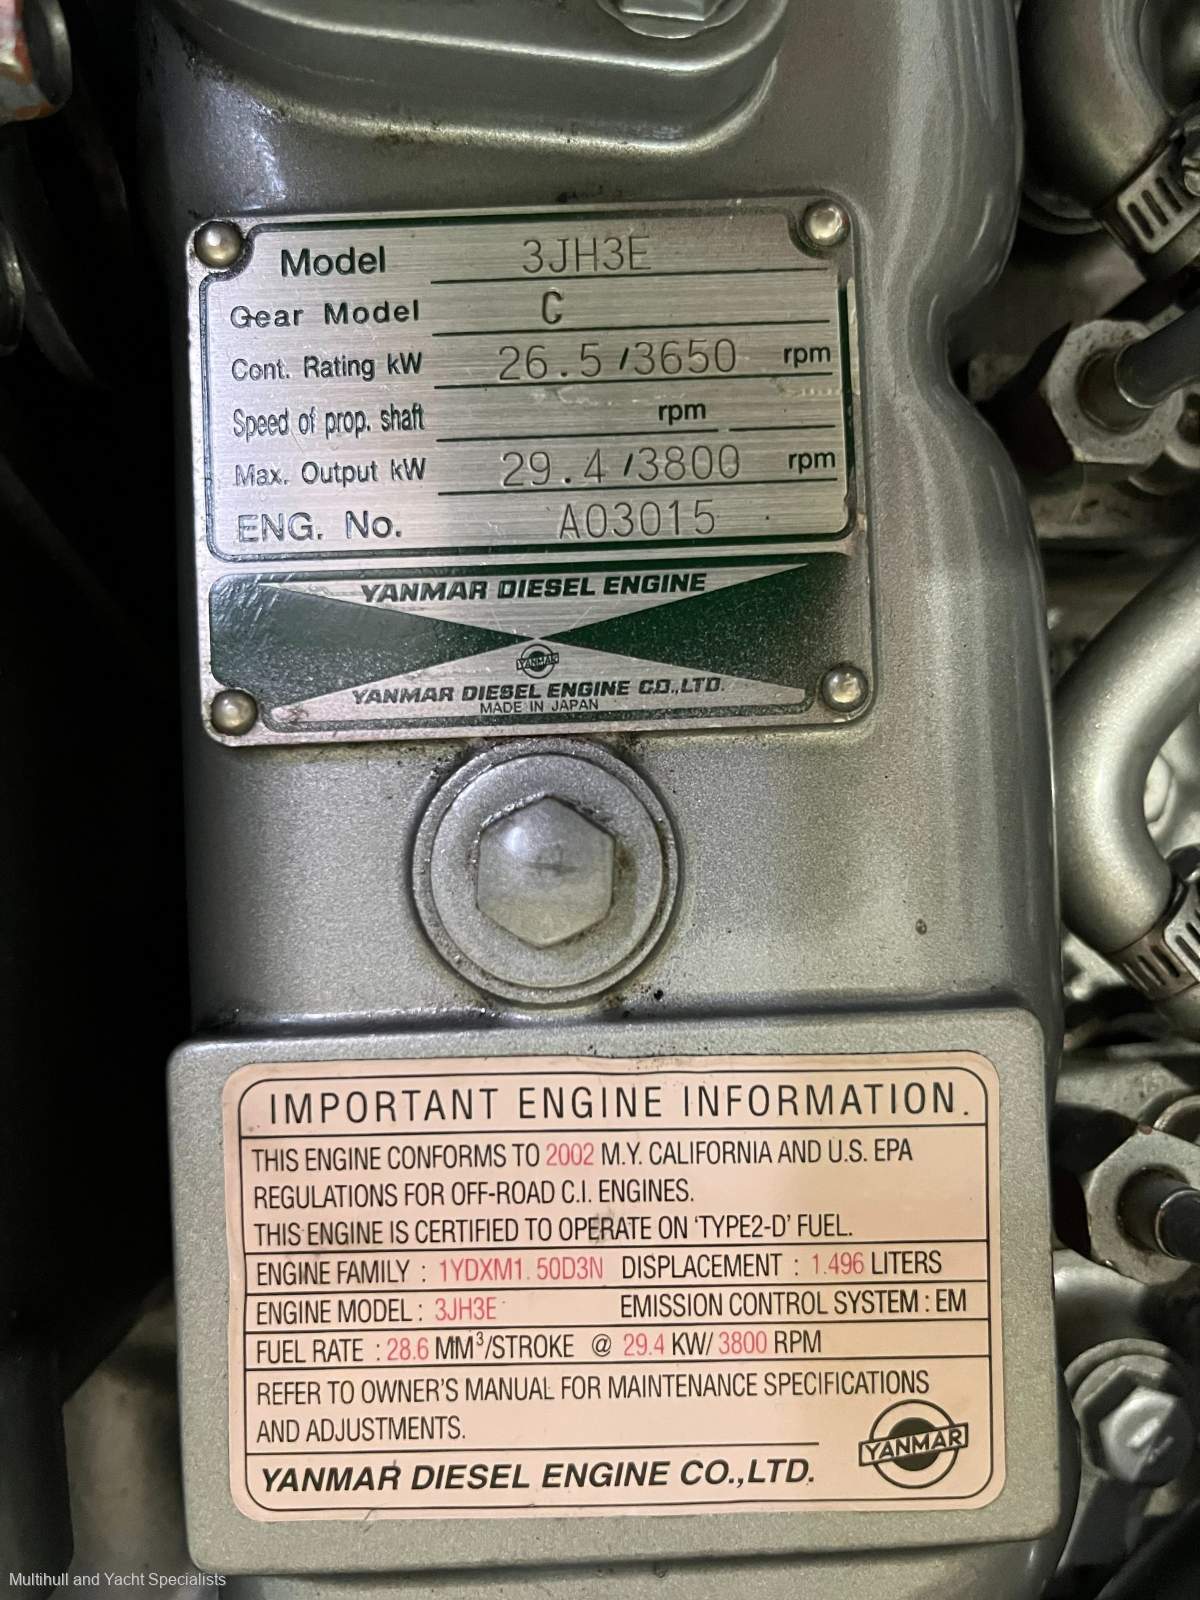 Model 3JH3E
Gear Model C
Cont. Rating kW 26.5/3650 rpm
Speed of prop. shaft rpm
Max. Output kW 29.4/3800 rpm
ENG. No. A03015
YANMAR DIESEL ENGINE
YANMAR
YANMAR DIESEL ENGINE CO.,LTD.
MADE IN JAPAN
IMPORTANT ENGINE INFORMATION.
THIS ENGINE CONFORMS TO 2002 M.Y. CALIFORNIA AND U.S. EPA
REGULATIONS FOR OFF-ROAD C.I. ENGINES.
THIS ENGINE IS CERTIFIED TO OPERATE ON ‘TYPE2-D’ FUEL.
ENGINE FAMILY : 1YDXM1.50D3N DISPLACEMENT : 1.496 LITERS
ENGINE MODEL : 3JH3E EMISSION CONTROL SYSTEM : EM
FUEL RATE : 28.6 MM³/STROKE @ 29.4 KW/ 3800 RPM
REFER TO OWNER'S MANUAL FOR MAINTENANCE SPECIFICATIONS
AND ADJUSTMENTS.
YANMAR
YANMAR DIESEL ENGINE CO.,LTD.
Multihull and Yacht Specialists